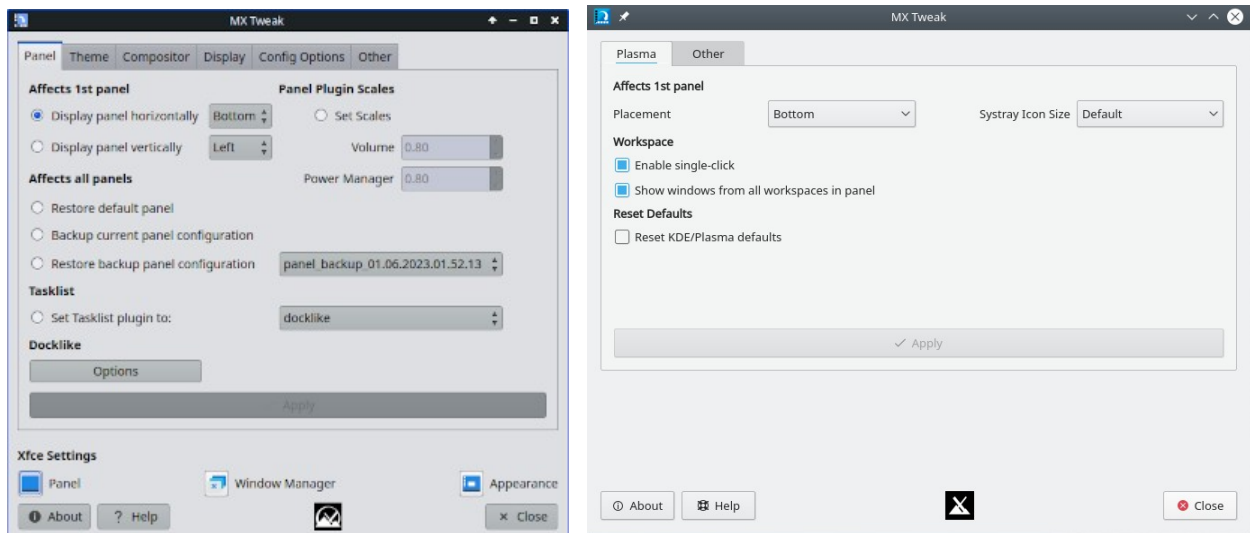 MX Tweak
Panel Theme Compositor Display Config Options Other
Affects 1st panel Panel Plugin Scales
Display panel horizontally Bottom Set Scales
Display panel vertically Left Volume 0.80
Affects all panels Power Manager 0.80
Restore default panel
Backup current panel configuration
Restore backup panel configuration panel_backup_01.06.2023.01.52.13
Tasklist
Set Tasklist plugin to: docklike
Docklike
Options
Apply
Xfce Settings
Panel Window Manager Appearance
About ? Help Close
MX Tweak
Plasma Other
Affects 1st panel
Placement Bottom Systray Icon Size Default
Workspace
Enable single-click
Show windows from all workspaces in panel
Reset Defaults
Reset KDE/Plasma defaults
Apply
About Help Close